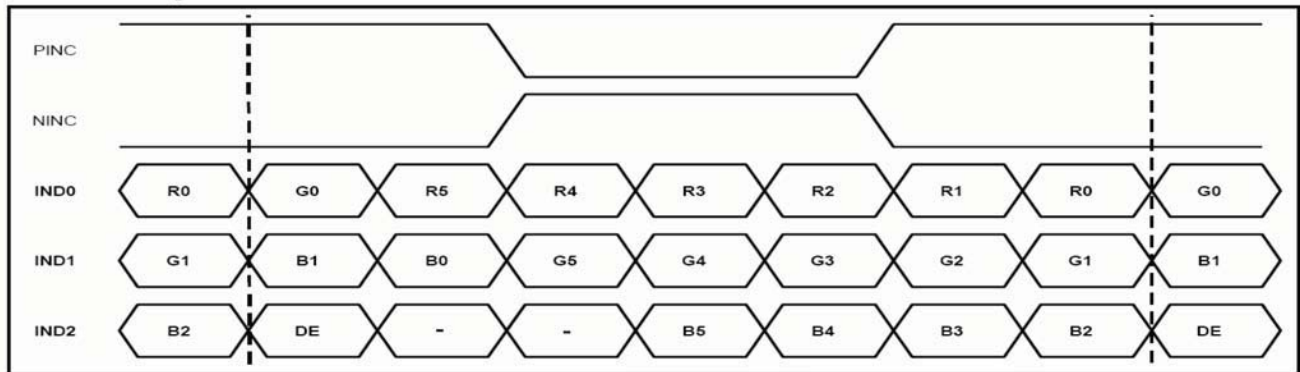 PINC
NINC
IND0 R0 G0 R5 R4 R3 R2 R1 R0 G0
IND1 G1 B1 B0 G5 G4 G3 G2 G1 B1
IND2 B2 DE - - B5 B4 B3 B2 DE